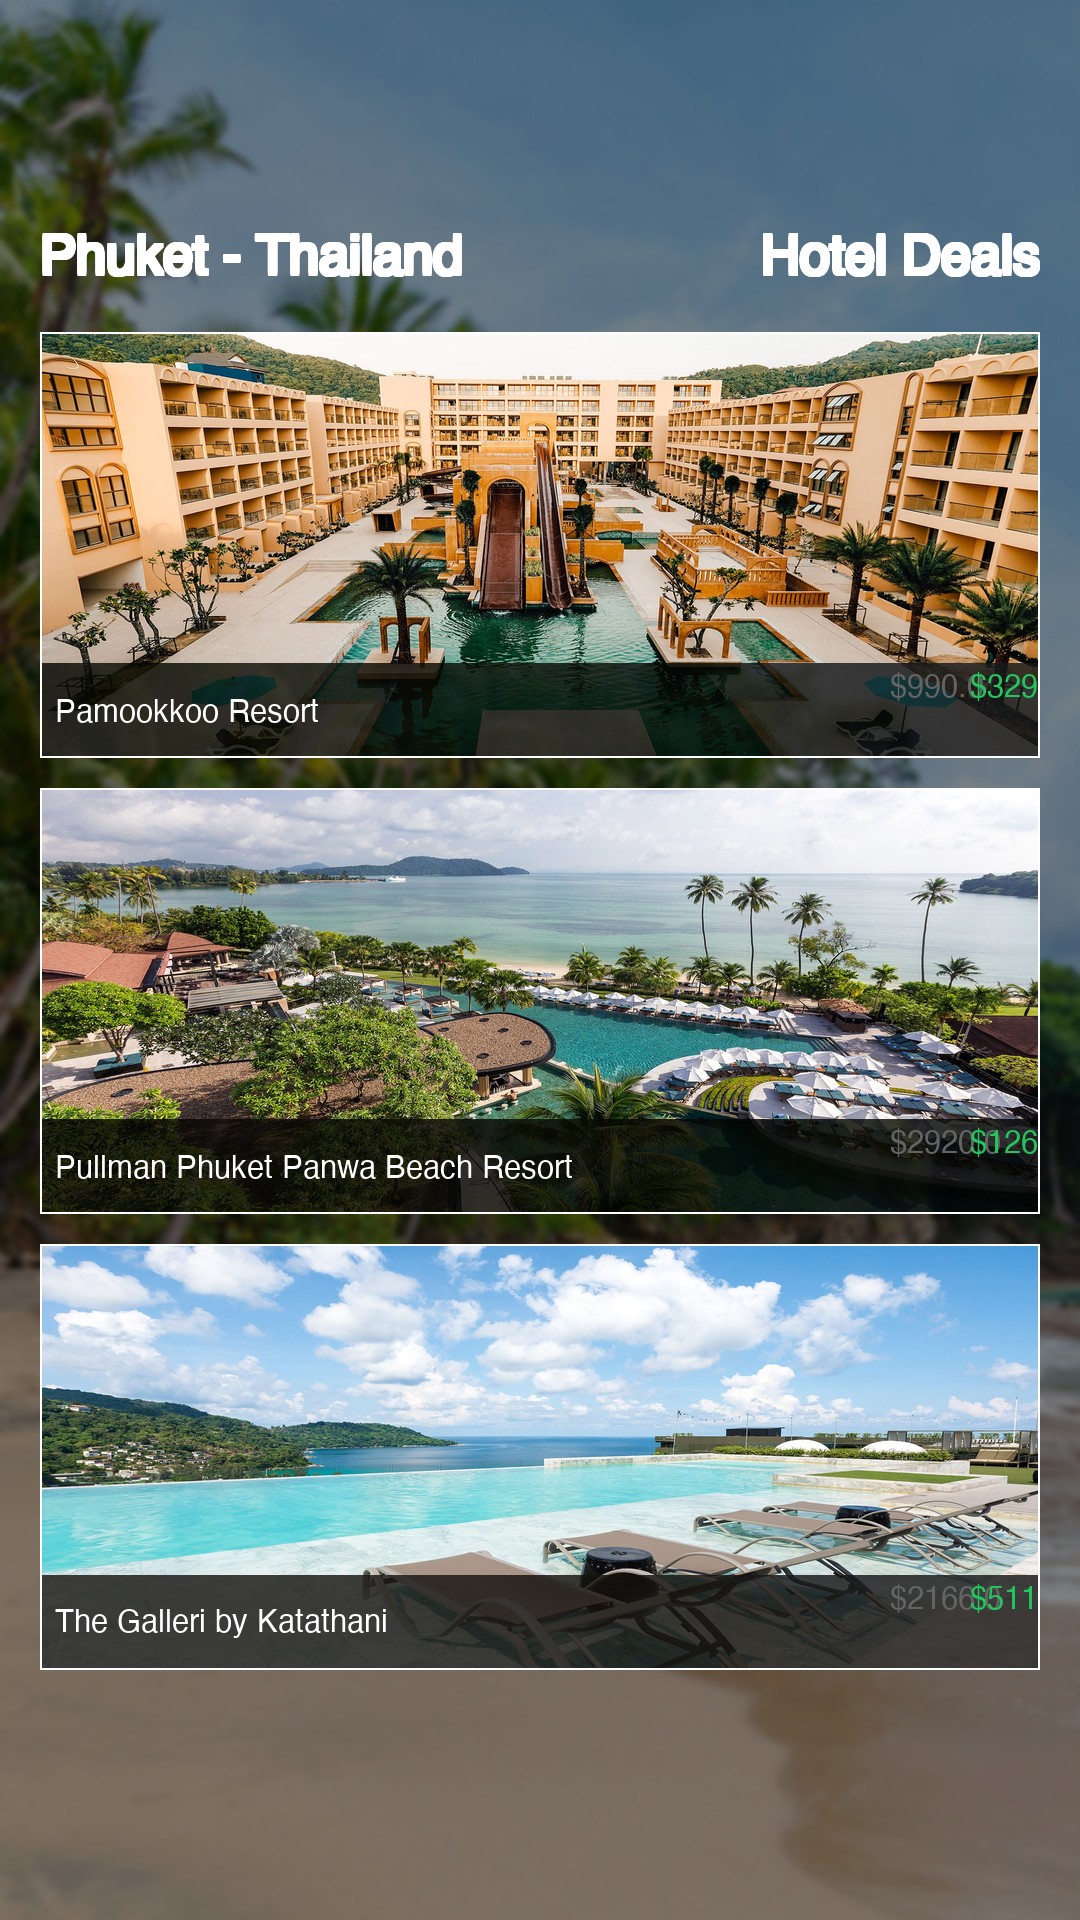 Phuket - Thailand Hotel Deals
$990. $329
Pamookkoo Resort
$2920 $126
Pullman Phuket Panwa Beach Resort
$2166 $511
The Galleri by Katathani